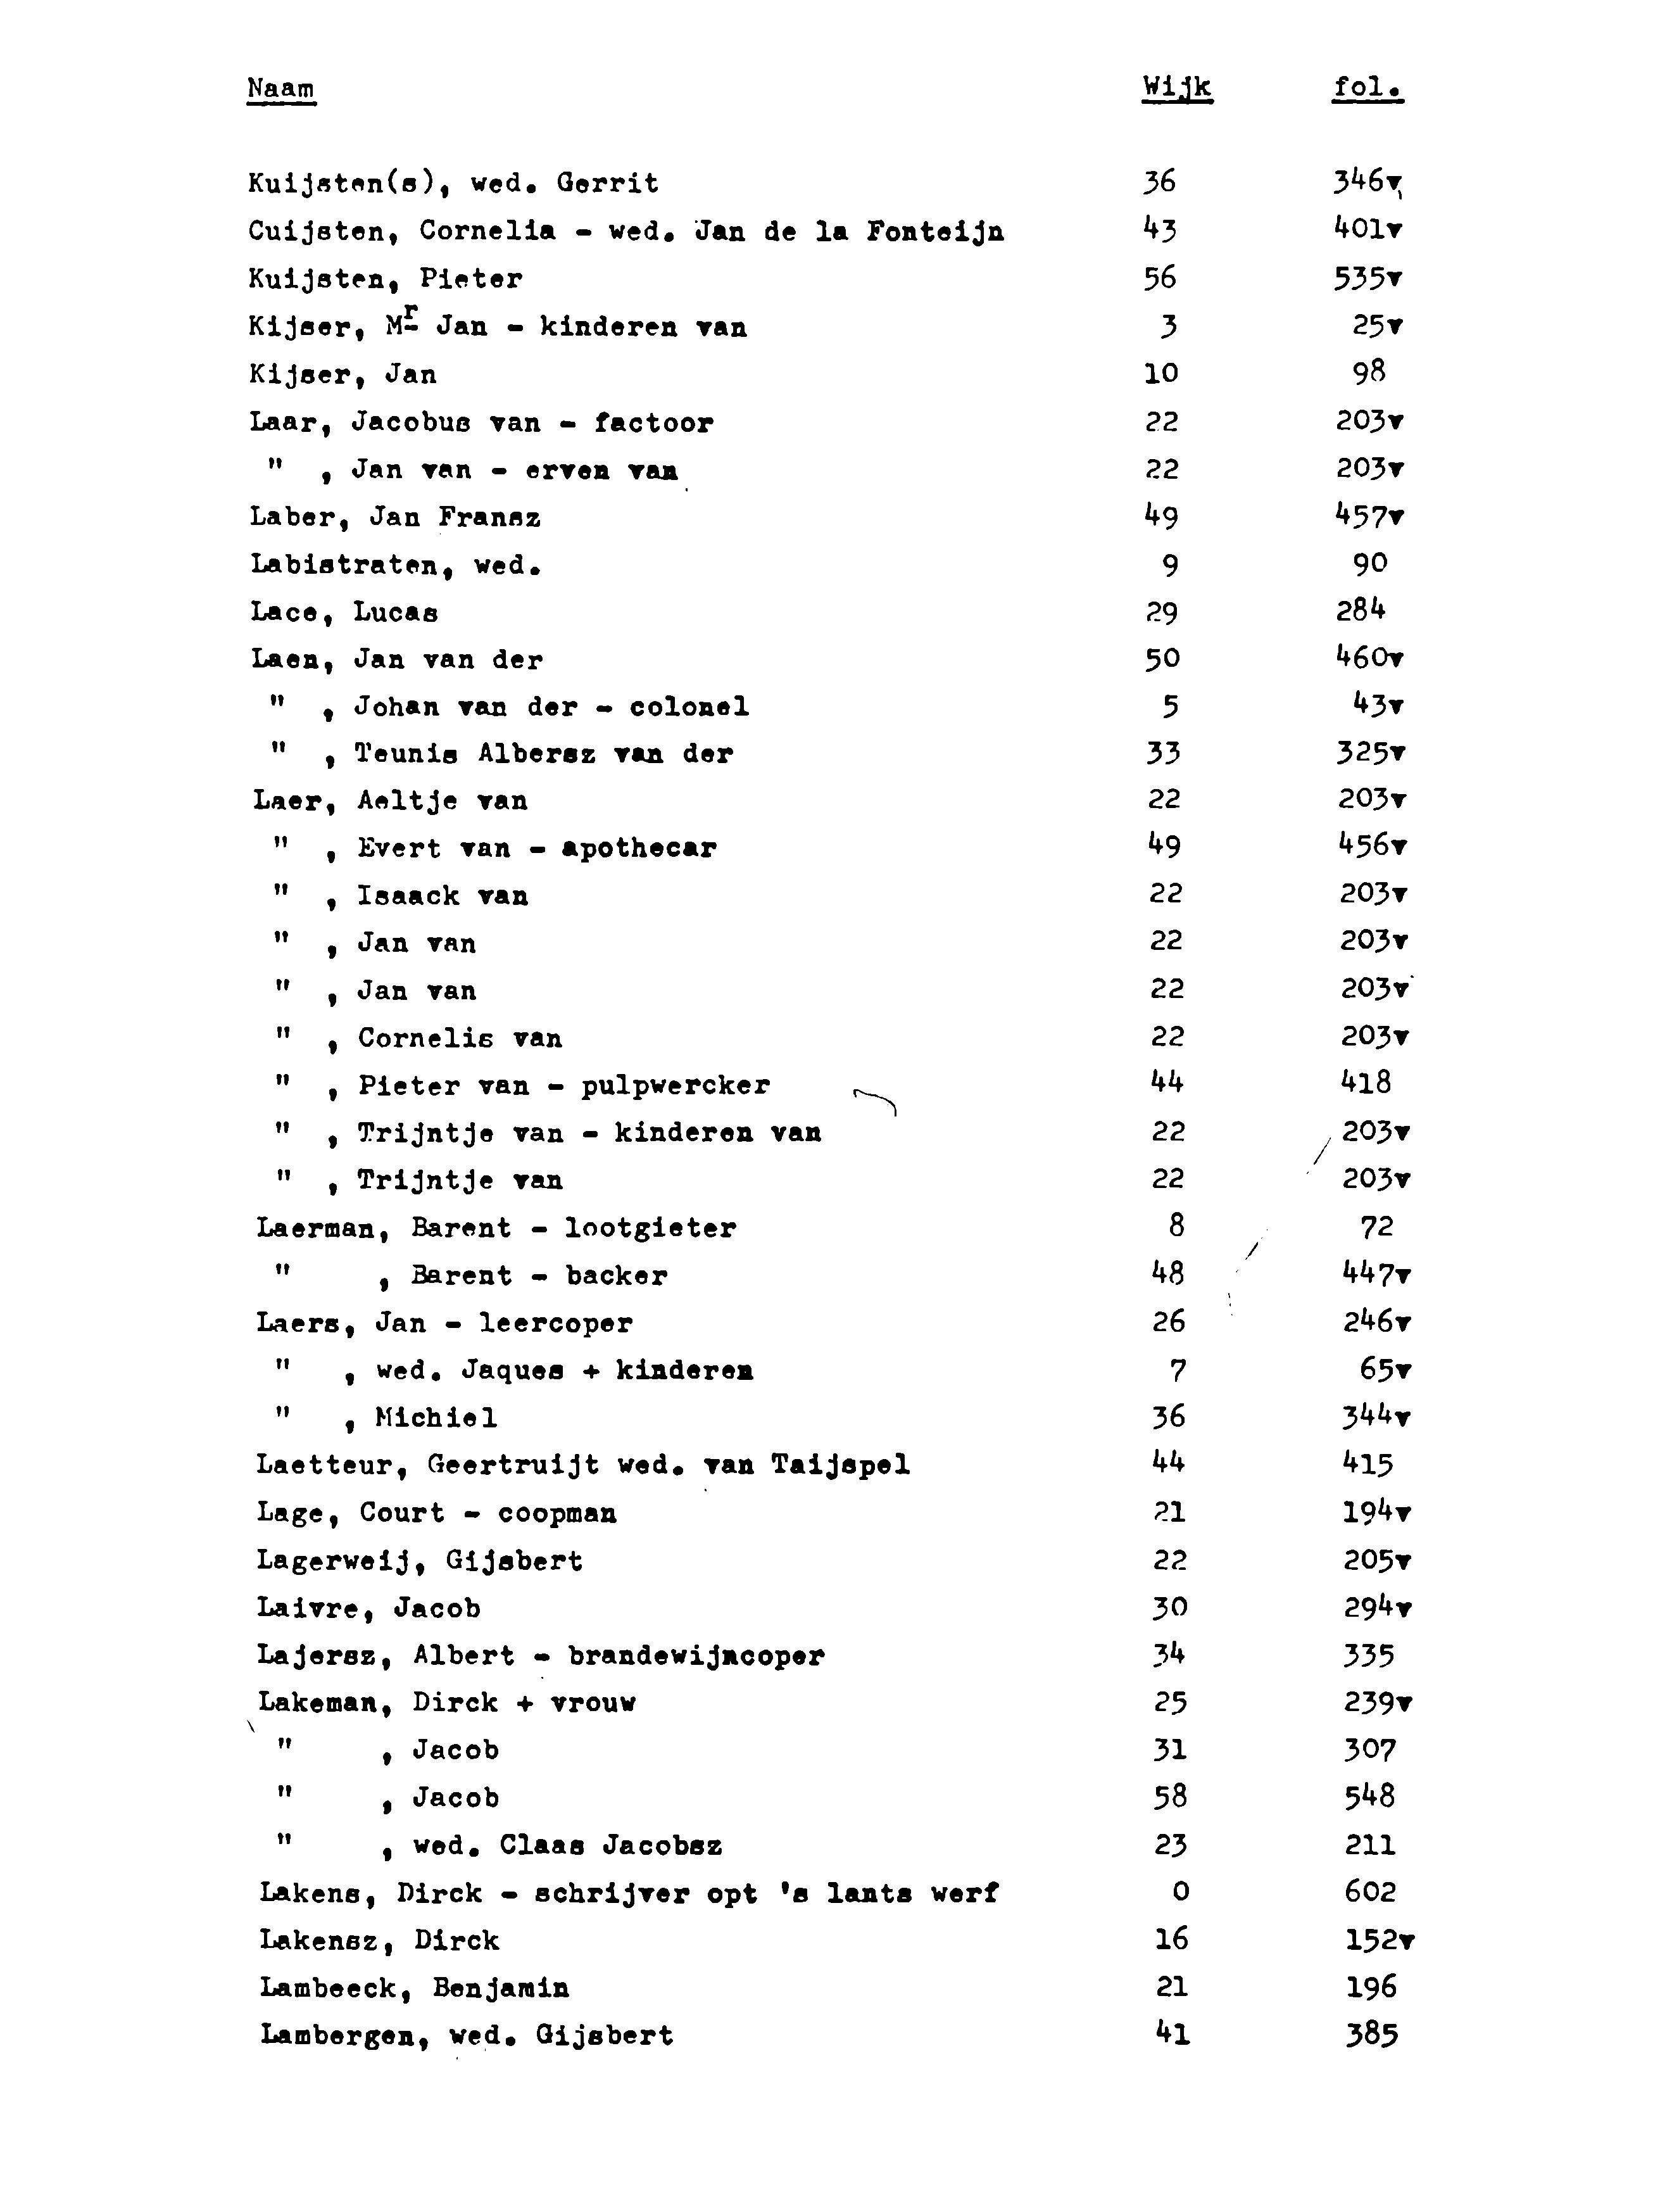 Naam Wijk fol.
Kuijsten(s), wed. Gerrit 36 346v
Cuijsten, Cornelia - wed. Jan de la Fonteijn 43 401v
Kuijsten, Pieter 56 535v
Kijser, Mr Jan - kinderen van 3 25v
Kijser, Jan 10 98
Laar, Jacobus van - factoor 22 203v
" , Jan van - erven van 22 203v
Laber, Jan Fransz 49 457v
Labistraten, wed. 9 90
Lace, Lucas 29 284
Laen, Jan van der 50 460v
" , Johan van der - colonel 5 43v
" , Teunis Albersz van der 33 325v
Laer, Aeltje van 22 203v
" , Evert van - apothecar 49 456v
" , Isaack van 22 203v
" , Jan van 22 203v
" , Jan van 22 203v
" , Cornelis van 22 203v
" , Pieter van - pulpwercker 44 418
" , Trijntje van - kinderen van 22 203v
" , Trijntje van 22 203v
Laerman, Barent - lootgieter 8 72
" , Barent - backer 48 447v
Laers, Jan - leercoper 26 246v
" , wed. Jaques + kinderen 7 65v
" , Michiel 36 344v
Laetteur, Geertruijt wed. van Taijspel 44 415
Lage, Court - coopman 21 194v
Lagerweij, Gijsbert 22 205v
Laivre, Jacob 30 294v
Lajersz, Albert - brandewijncoper 34 335
Lakeman, Dirck + vrouw 25 239v
" , Jacob 31 307
" , Jacob 58 548
" , wed. Claas Jacobsz 23 211
Lakens, Dirck - schrijver opt 's lants werf 0 602
Lakensz, Dirck 16 152v
Lambeeck, Benjamin 21 196
Lambergen, wed. Gijsbert 41 385